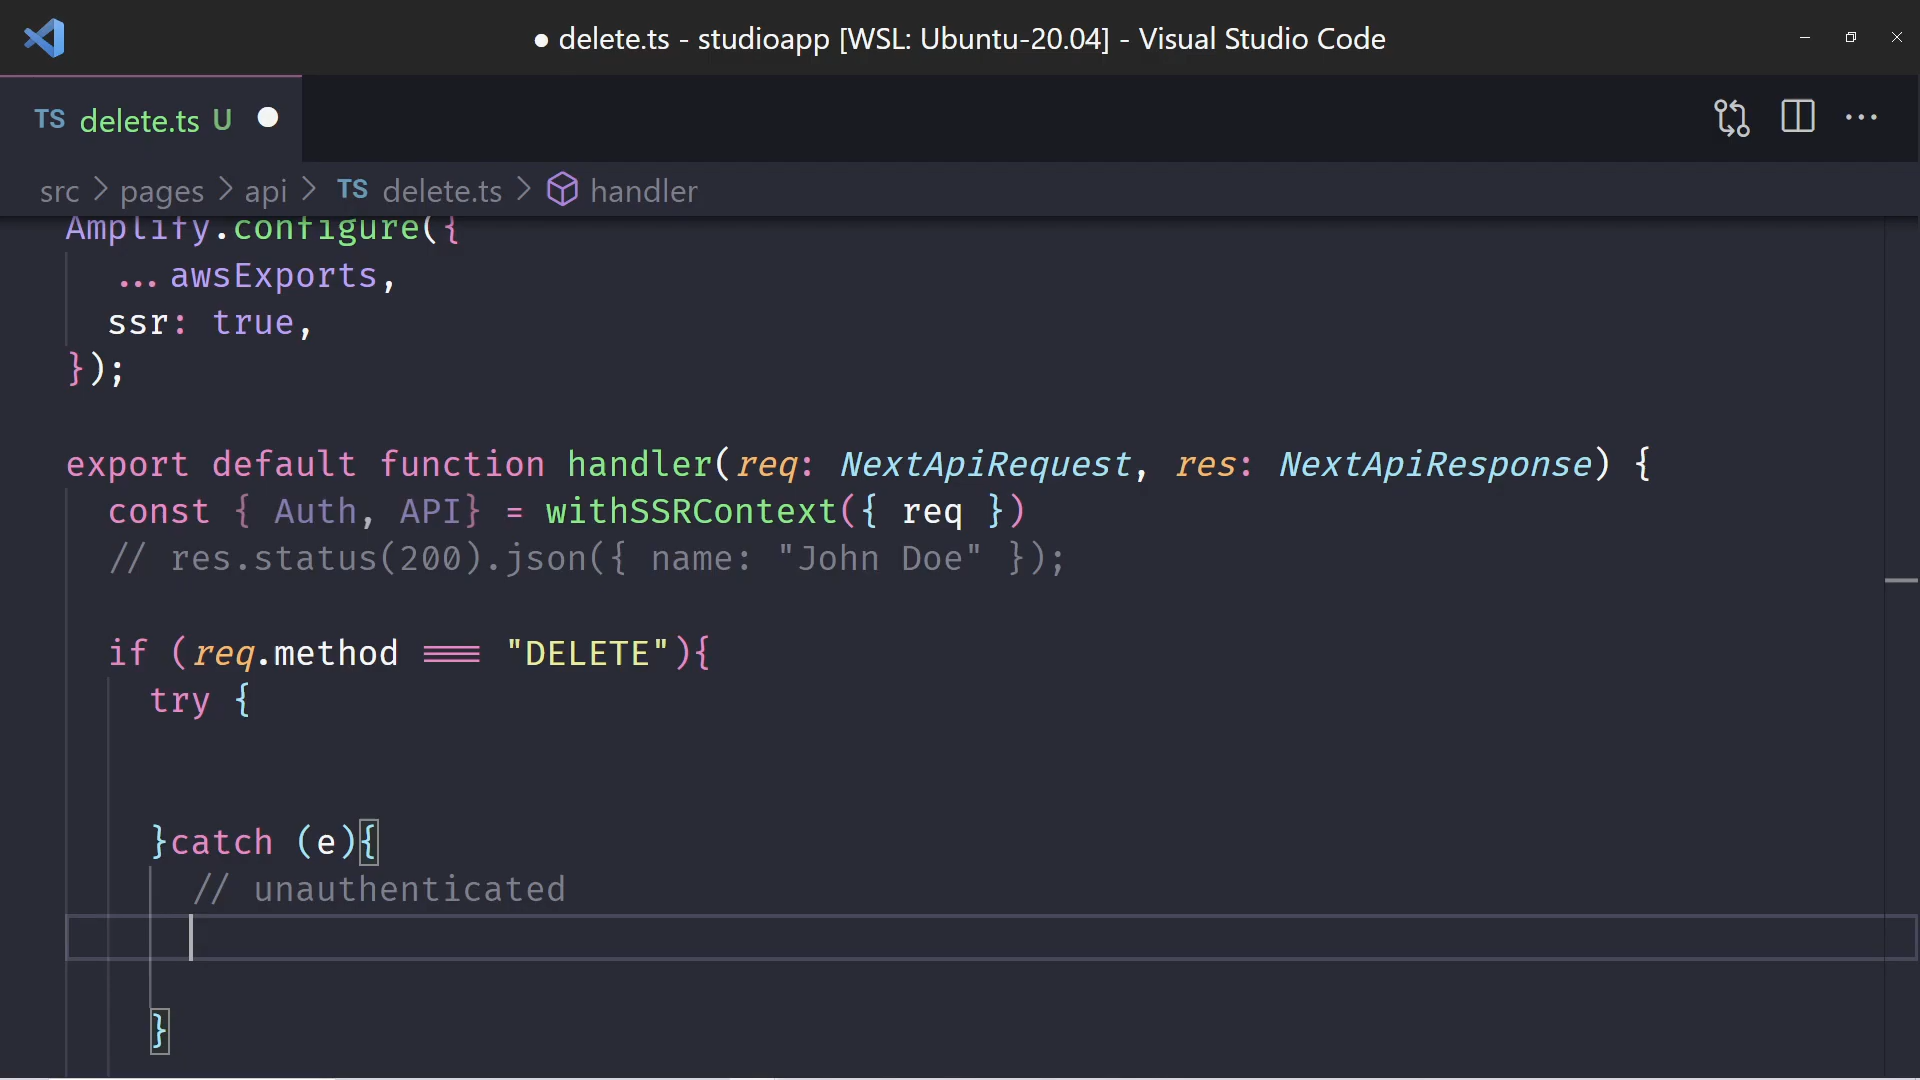 ● delete.ts - studioapp [WSL: Ubuntu-20.04] - Visual Studio Code
TS delete.ts U ●
src > pages > api > TS delete.ts > handler
Amplify.configure({
...awsExports,
ssr: true,
});
export default function handler(req: NextApiRequest, res: NextApiResponse) {
const { Auth, API} = withSSRContext({ req })
// res.status(200).json({ name: "John Doe" });
if (req.method === "DELETE"){
try {
}catch (e){
// unauthenticated
}